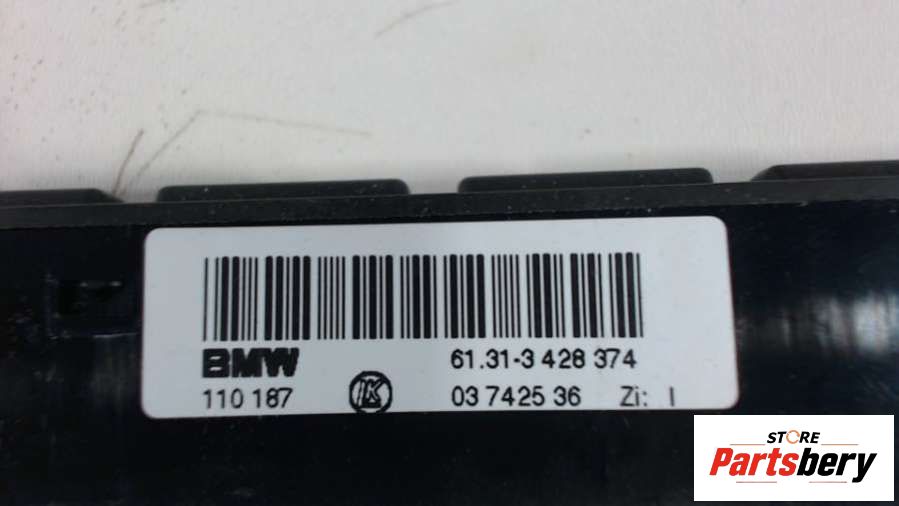 BMW 61.31-3 428 374
110 187 K 03 7425 36 Zi: I
STORE
Partsbery